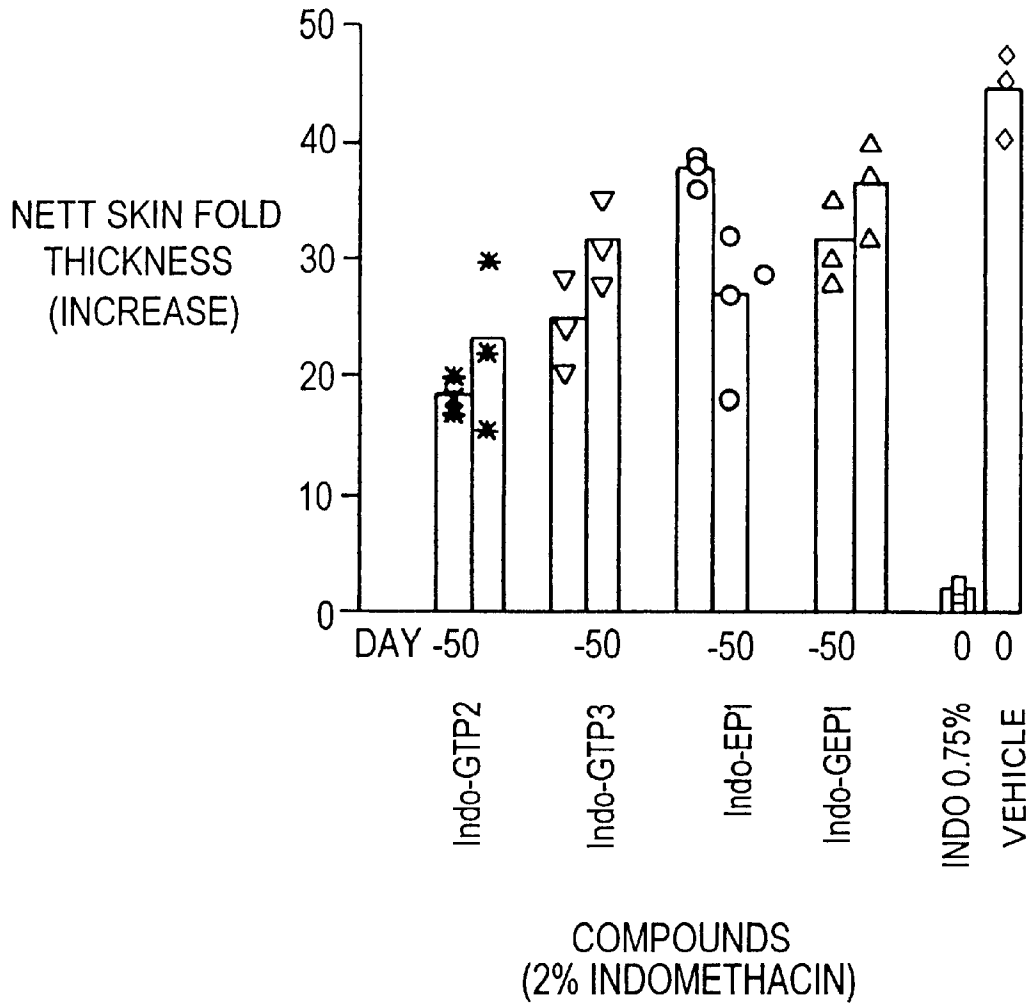 50
40
30
20
10
0
NETT SKIN FOLD
THICKNESS
(INCREASE)
DAY -50 -50 -50 -50 0 0
Indo-GTP2
Indo-GTP3
Indo-EP1
Indo-GEP1
INDO 0.75%
VEHICLE
COMPOUNDS
(2% INDOMETHACIN)